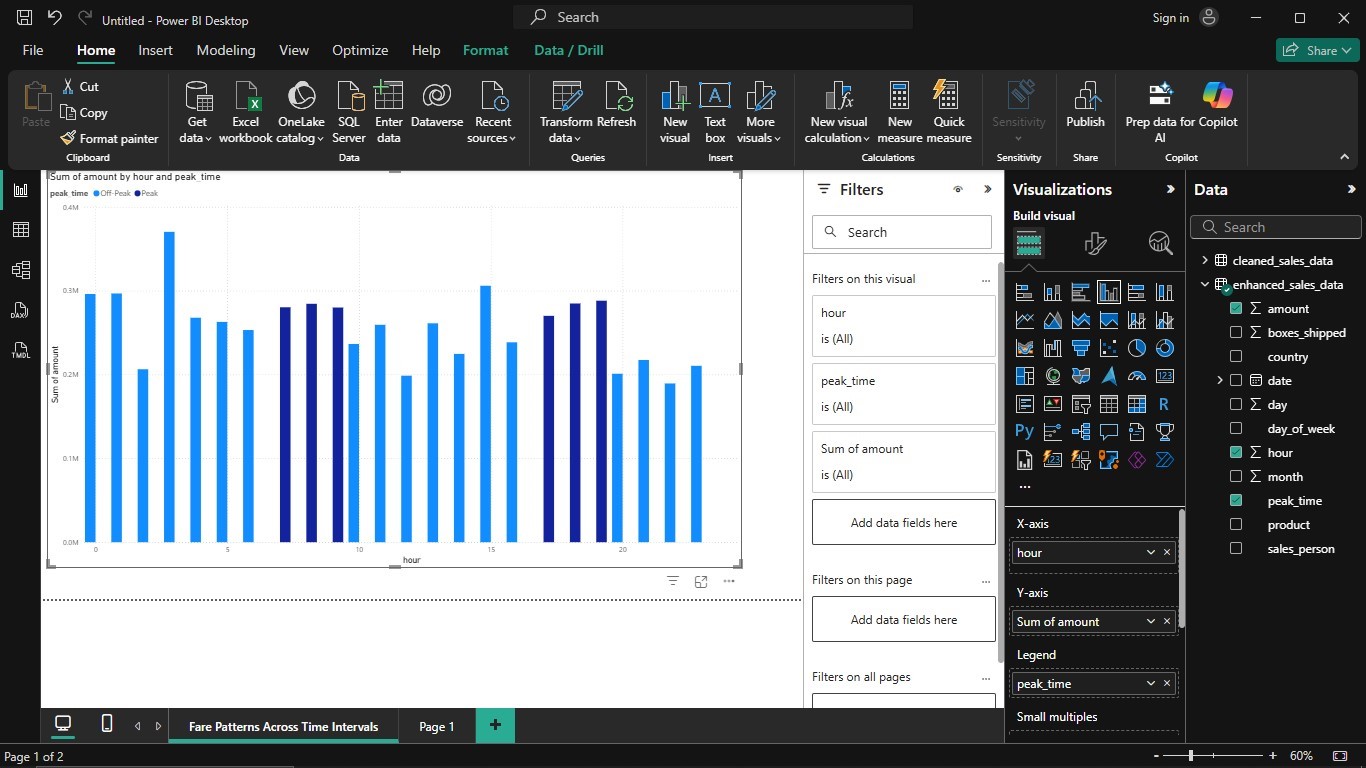 Untitled - Power BI Desktop
Search
Sign in
File
Home
Insert
Modeling
View
Optimize
Help
Format
Data / Drill
Share
Paste
Cut
Copy
Format painter
Clipboard
Get
data
Excel
workbook
OneLake
catalog
SQL
Server
Enter
data
Dataverse
Recent
sources
Data
Transform
data
Refresh
Queries
New
visual
Text
box
More
visuals
Insert
New visual
calculation
New
measure
Quick
measure
Calculations
Sensitivity
Sensitivity
Publish
Share
Prep data for
AI
Copilot
Copilot
DAX
TMDL
Sum of amount by hour and peak_time
peak_time Off-Peak Peak
0.4M
0.3M
0.2M
0.1M
0.0M
Sum of amount
0 5 10 15 20
hour
Filters
Search
Filters on this visual
hour
is (All)
peak_time
is (All)
Sum of amount
is (All)
Add data fields here
Filters on this page
Add data fields here
Filters on all pages
Visualizations
Build visual
123
R
Py
123
X-axis
hour
Y-axis
Sum of amount
Legend
peak_time
Small multiples
Data
Search
cleaned_sales_data
enhanced_sales_data
amount
boxes_shipped
country
date
day
day_of_week
hour
month
peak_time
product
sales_person
Fare Patterns Across Time Intervals
Page 1
Page 1 of 2
60%